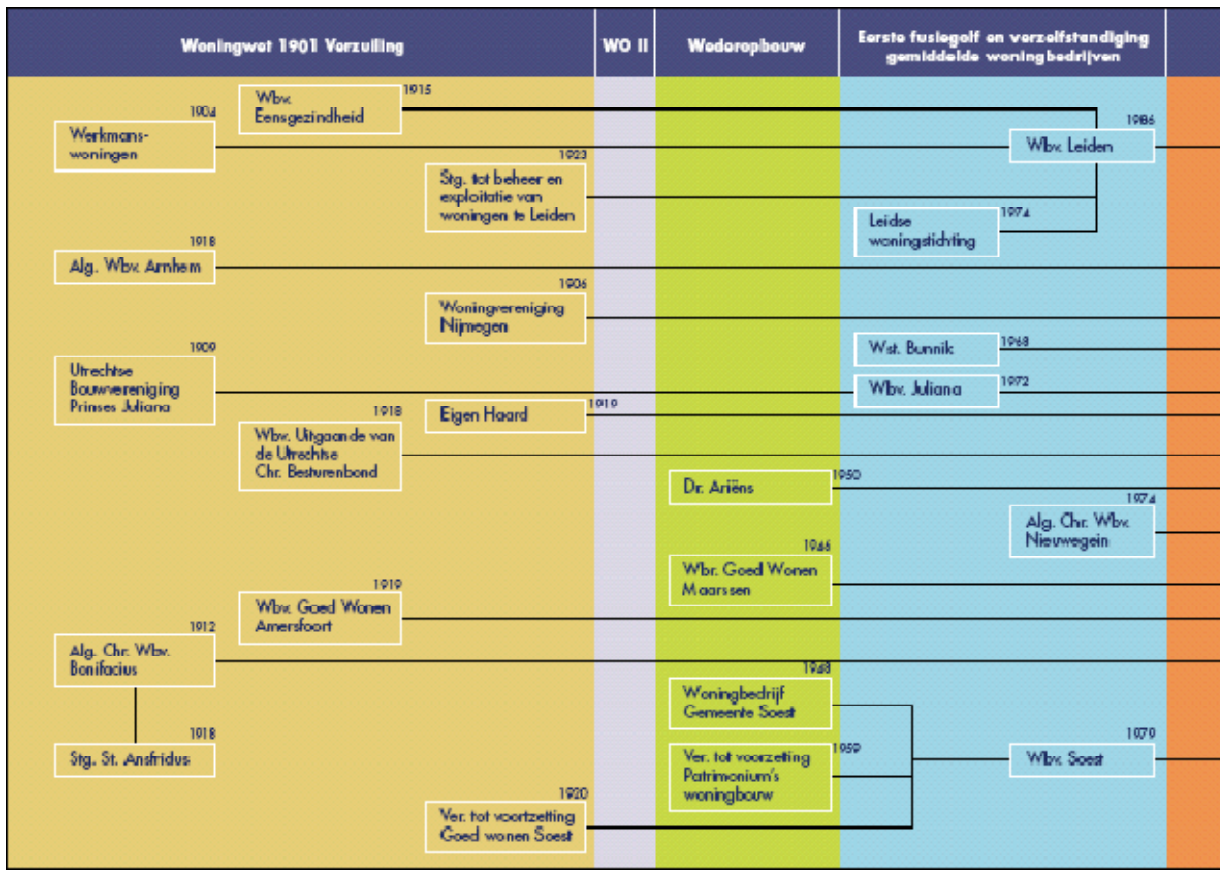 Woningwet 1901 Verzuiling
WO II
Wederopbouw
Eerste fusiegolf en verzelfstandiging
gemiddelde woningbedrijven
1915
Wbv.
Eensgezindheid
1904
Werkmans-
woningen
1986
Wbv. Leiden
1923
Stg. tot beheer en
exploitatie van
woningen te Leiden
1974
Leidse
woningstichting
1918
Alg. Wbv. Arnhem
1906
Woningvereniging
Nijmegen
1968
Wst. Bunnik
1909
Utrechtse
Bouwvereniging
Prinses Juliana
1972
Wbv. Juliana
1919
Eigen Haard
1918
Wbv. Uitgaande van
de Utrechtse
Chr. Besturenbond
1950
Dr. Ariëns
1974
Alg. Chr. Wbv.
Nieuwegein
1946
Wbv. Goed Wonen
Maarssen
1919
Wbv. Goed Wonen
Amersfoort
1912
Alg. Chr. Wbv.
Bonifacius
1948
Woningbedrijf
Gemeente Soest
1918
Stg. St. Ansfridus
1959
Ver. tot voorzetting
Patrimonium's
woningbouw
1979
Wbv. Soest
1920
Ver. tot voortzetting
Goed wonen Soest